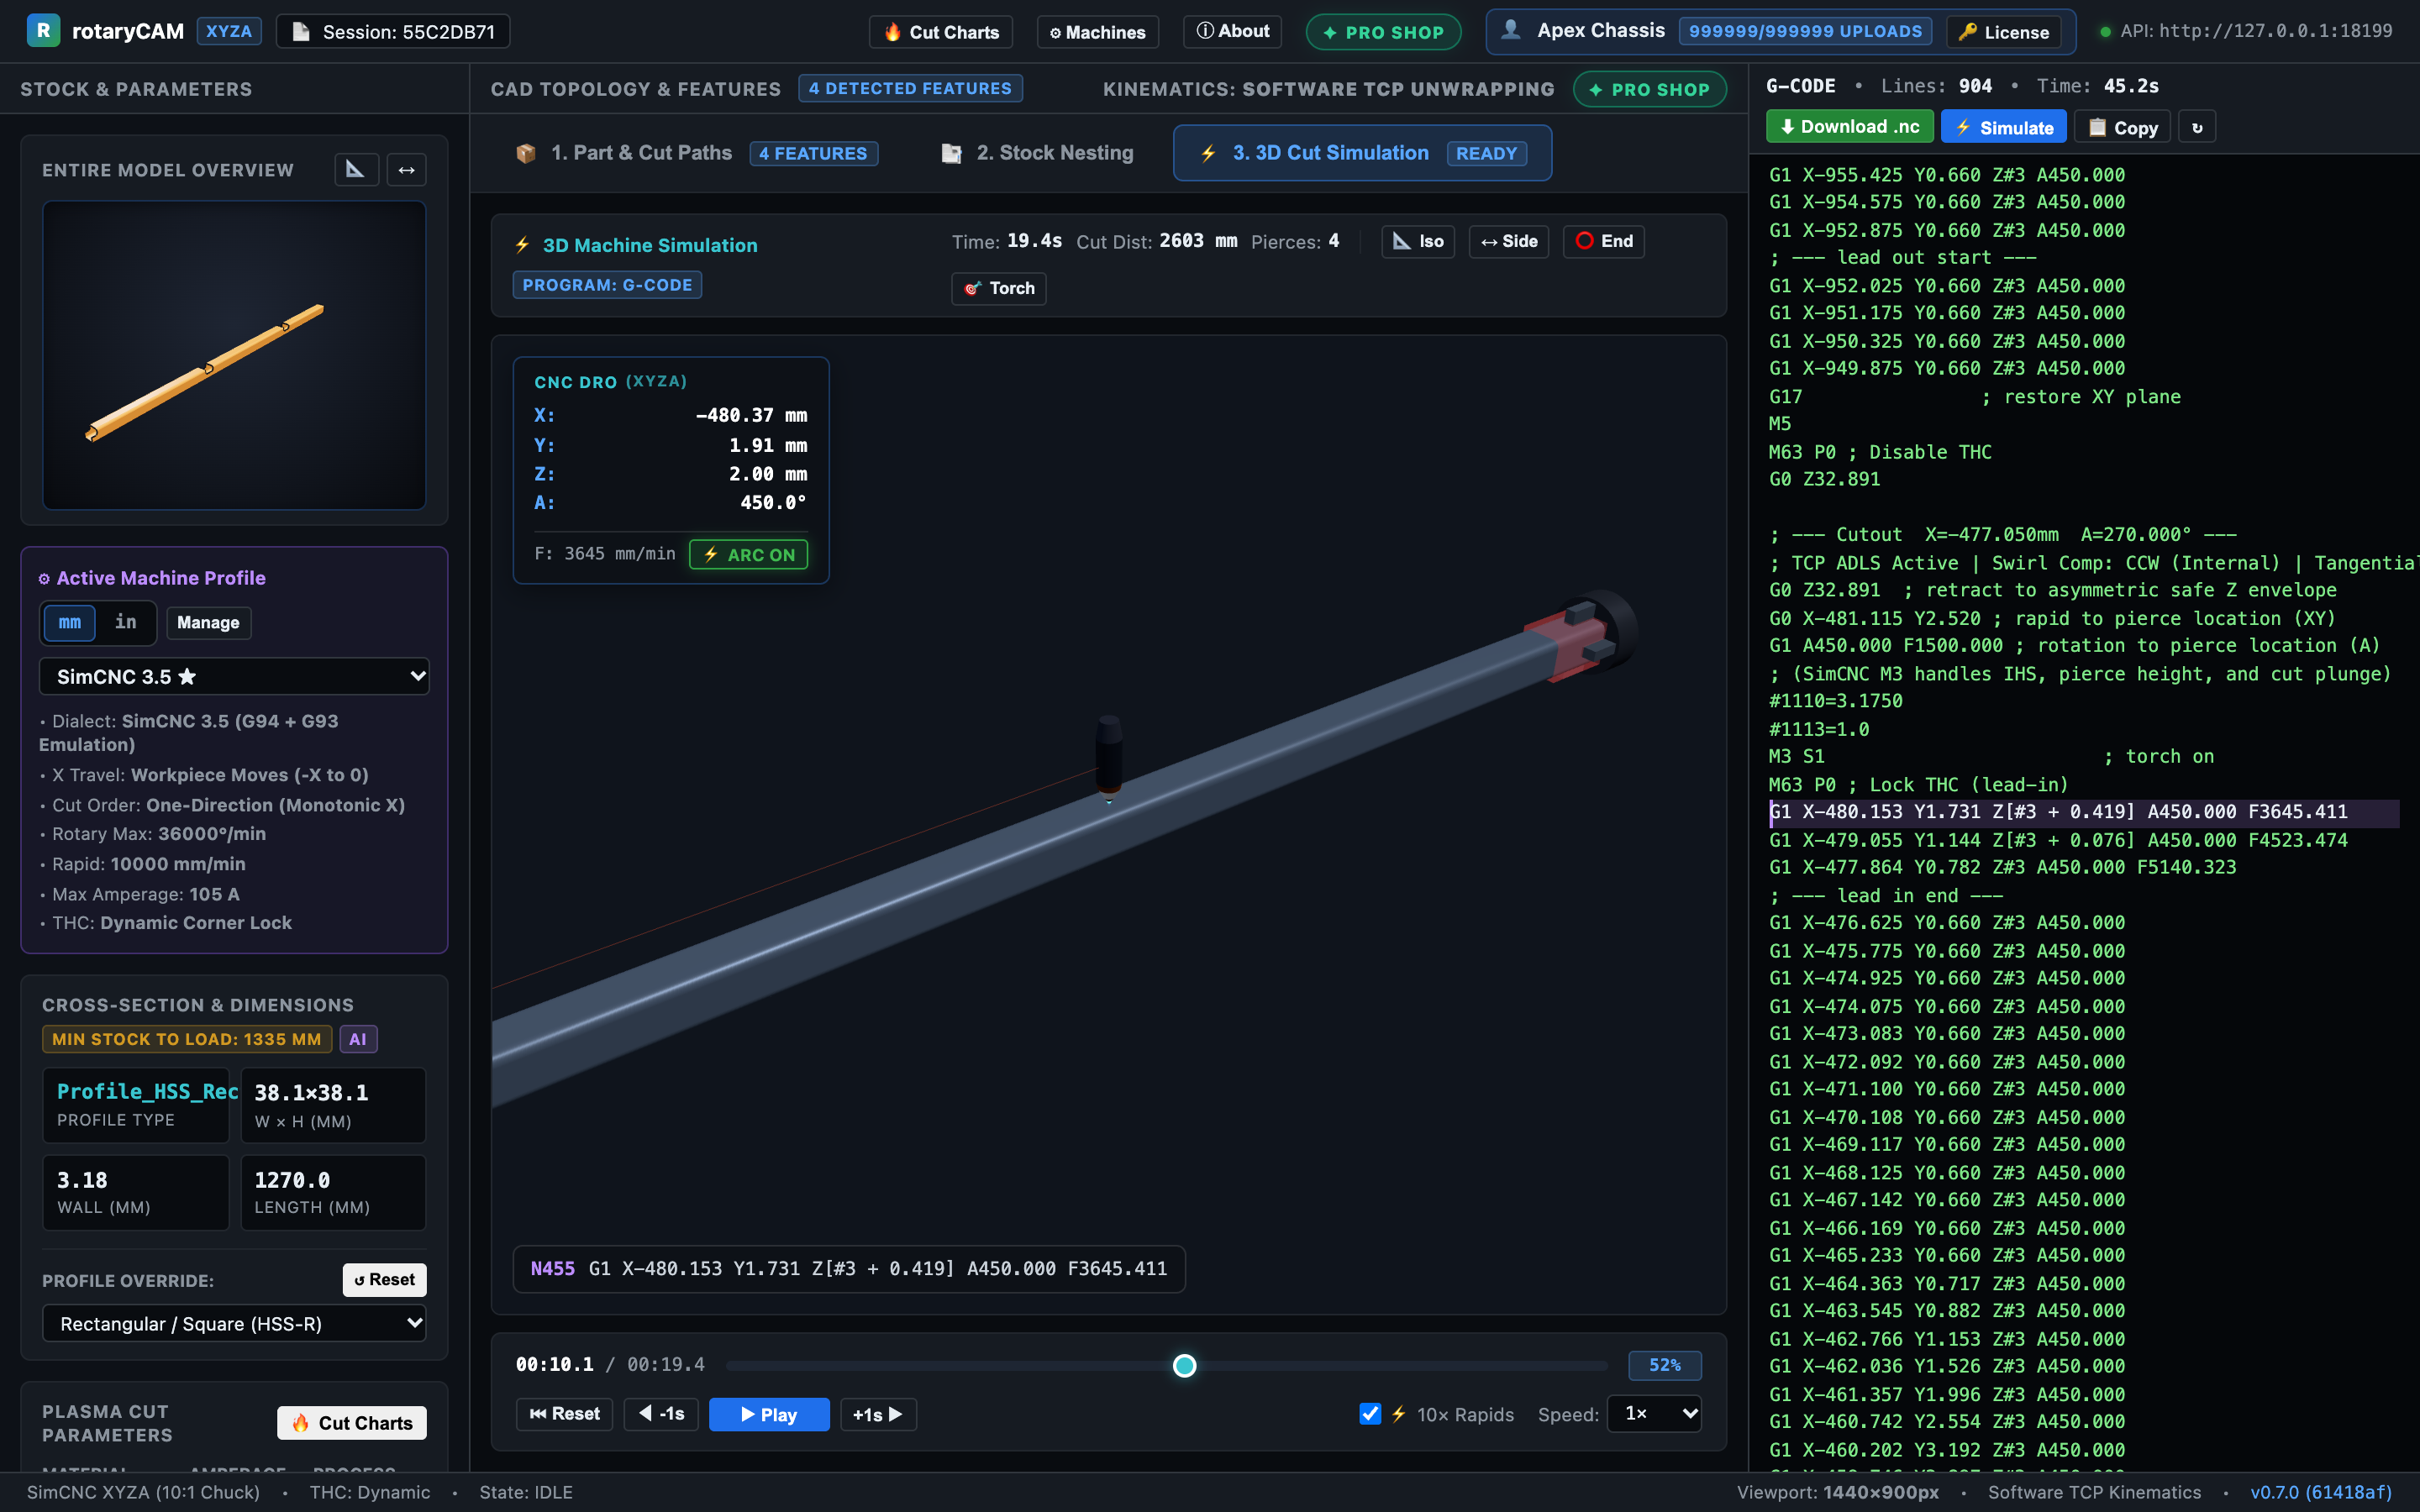 R rotaryCAM XYZA Session: 55C2DB71 Cut Charts Machines About PRO SHOP Apex Chassis 999999/999999 UPLOADS License API: http://127.0.0.1:18199
STOCK & PARAMETERS
ENTIRE MODEL OVERVIEW
Active Machine Profile
mm in Manage
SimCNC 3.5 ★
• Dialect: SimCNC 3.5 (G94 + G93
Emulation)
• X Travel: Workpiece Moves (-X to 0)
• Cut Order: One-Direction (Monotonic X)
• Rotary Max: 36000°/min
• Rapid: 10000 mm/min
• Max Amperage: 105 A
• THC: Dynamic Corner Lock
CROSS-SECTION & DIMENSIONS
MIN STOCK TO LOAD: 1335 MM AI
Profile_HSS_Rec
PROFILE TYPE
38.1×38.1
W × H (MM)
3.18
WALL (MM)
1270.0
LENGTH (MM)
PROFILE OVERRIDE: Reset
Rectangular / Square (HSS-R)
PLASMA CUT
PARAMETERS
Cut Charts
MATERIAL AMPERAGE PROCESS
CAD TOPOLOGY & FEATURES 4 DETECTED FEATURES KINEMATICS: SOFTWARE TCP UNWRAPPING PRO SHOP
1. Part & Cut Paths 4 FEATURES 2. Stock Nesting 3. 3D Cut Simulation READY
3D Machine Simulation
PROGRAM: G-CODE
Time: 19.4s Cut Dist: 2603 mm Pierces: 4 Iso Side End
Torch
CNC DRO (XYZA)
X: -480.37 mm
Y: 1.91 mm
Z: 2.00 mm
A: 450.0°
F: 3645 mm/min ARC ON
N455 G1 X-480.153 Y1.731 Z[#3 + 0.419] A450.000 F3645.411
00:10.1 / 00:19.4 52%
Reset -1s Play +1s 10× Rapids Speed: 1×
G-CODE • Lines: 904 • Time: 45.2s
Download .nc Simulate Copy ↻
G1 X-955.425 Y0.660 Z#3 A450.000
G1 X-954.575 Y0.660 Z#3 A450.000
G1 X-952.875 Y0.660 Z#3 A450.000
; --- lead out start ---
G1 X-952.025 Y0.660 Z#3 A450.000
G1 X-951.175 Y0.660 Z#3 A450.000
G1 X-950.325 Y0.660 Z#3 A450.000
G1 X-949.875 Y0.660 Z#3 A450.000
G17 ; restore XY plane
M5
M63 P0 ; Disable THC
G0 Z32.891
; --- Cutout X=-477.050mm A=270.000° ---
; TCP ADLS Active | Swirl Comp: CCW (Internal) | Tangential
G0 Z32.891 ; retract to asymmetric safe Z envelope
G0 X-481.115 Y2.520 ; rapid to pierce location (XY)
G1 A450.000 F1500.000 ; rotation to pierce location (A)
; (SimCNC M3 handles IHS, pierce height, and cut plunge)
#1110=3.1750
#1113=1.0
M3 S1 ; torch on
M63 P0 ; Lock THC (lead-in)
G1 X-480.153 Y1.731 Z[#3 + 0.419] A450.000 F3645.411
G1 X-479.055 Y1.144 Z[#3 + 0.076] A450.000 F4523.474
G1 X-477.864 Y0.782 Z#3 A450.000 F5140.323
; --- lead in end ---
G1 X-476.625 Y0.660 Z#3 A450.000
G1 X-475.775 Y0.660 Z#3 A450.000
G1 X-474.925 Y0.660 Z#3 A450.000
G1 X-474.075 Y0.660 Z#3 A450.000
G1 X-473.083 Y0.660 Z#3 A450.000
G1 X-472.092 Y0.660 Z#3 A450.000
G1 X-471.100 Y0.660 Z#3 A450.000
G1 X-470.108 Y0.660 Z#3 A450.000
G1 X-469.117 Y0.660 Z#3 A450.000
G1 X-468.125 Y0.660 Z#3 A450.000
G1 X-467.142 Y0.660 Z#3 A450.000
G1 X-466.169 Y0.660 Z#3 A450.000
G1 X-465.233 Y0.660 Z#3 A450.000
G1 X-464.363 Y0.717 Z#3 A450.000
G1 X-463.545 Y0.882 Z#3 A450.000
G1 X-462.766 Y1.153 Z#3 A450.000
G1 X-462.036 Y1.526 Z#3 A450.000
G1 X-461.357 Y1.996 Z#3 A450.000
G1 X-460.742 Y2.554 Z#3 A450.000
G1 X-460.202 Y3.192 Z#3 A450.000
SimCNC XYZA (10:1 Chuck) • THC: Dynamic • State: IDLE Viewport: 1440×900px • Software TCP Kinematics • v0.7.0 (61418af)